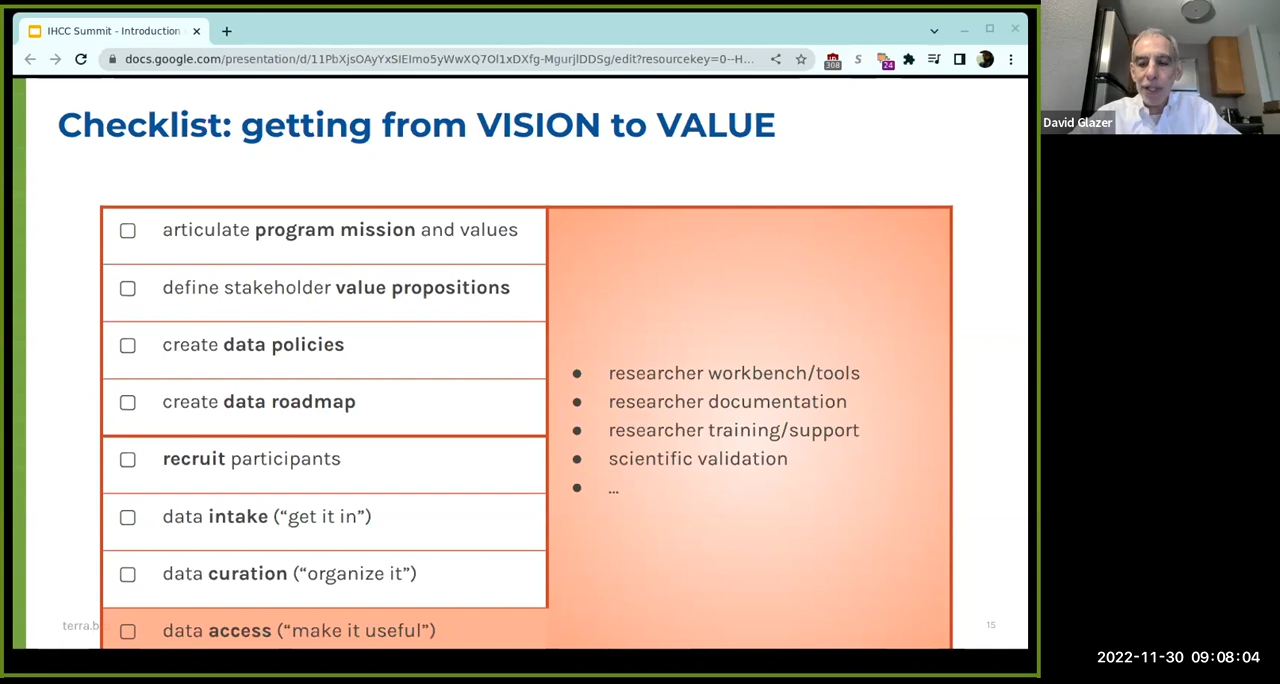 IHCC Summit - Introduction
docs.google.com/presentation/d/11PbXjsOAyYxSIEImo5yWwXQ7Ol1xDXfg-MgurjlDDSg/edit?resourcekey=0--H...
308
24
David Glazer
Checklist: getting from VISION to VALUE
articulate program mission and values
define stakeholder value propositions
create data policies
create data roadmap
recruit participants
data intake (“get it in”)
data curation (“organize it”)
data access (“make it useful”)
• researcher workbench/tools
• researcher documentation
• researcher training/support
• scientific validation
• ...
terra.b
15
2022-11-30 09:08:04